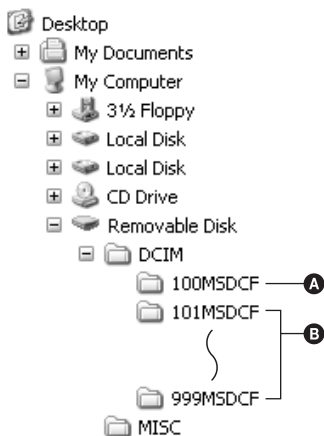 Desktop
My Documents
My Computer
3½ Floppy
Local Disk
Local Disk
CD Drive
Removable Disk
DCIM
100MSDCF A
101MSDCF
B
999MSDCF
MISC